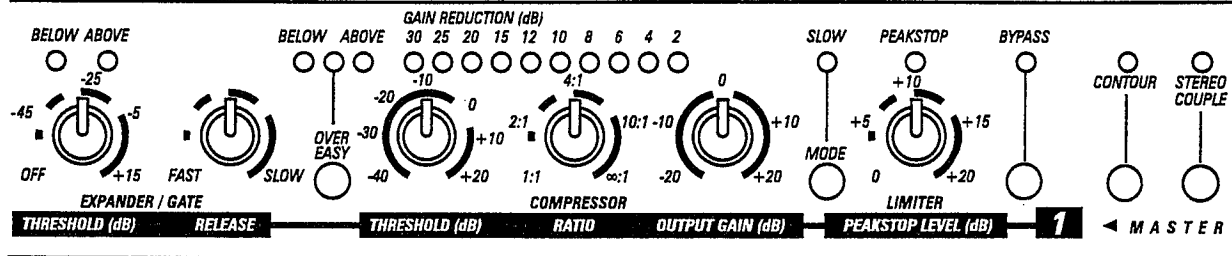 GAIN REDUCTION (dB)
BELOW ABOVE BELOW ABOVE 30 25 20 15 12 10 8 6 4 2 SLOW PEAKSTOP BYPASS
CONTOUR STEREO COUPLE
-25 -10 4:1 0 +10
-45 -5 -20 0 2:1 10:1 -10 +10 +5 +15
OVER EASY -30 +10 MODE
OFF +15 FAST SLOW -40 +20 1:1 ∞:1 -20 +20 0 +20
EXPANDER / GATE COMPRESSOR LIMITER
THRESHOLD (dB) RELEASE THRESHOLD (dB) RATIO OUTPUT GAIN (dB) PEAKSTOP LEVEL (dB) 1 ◄ MASTER